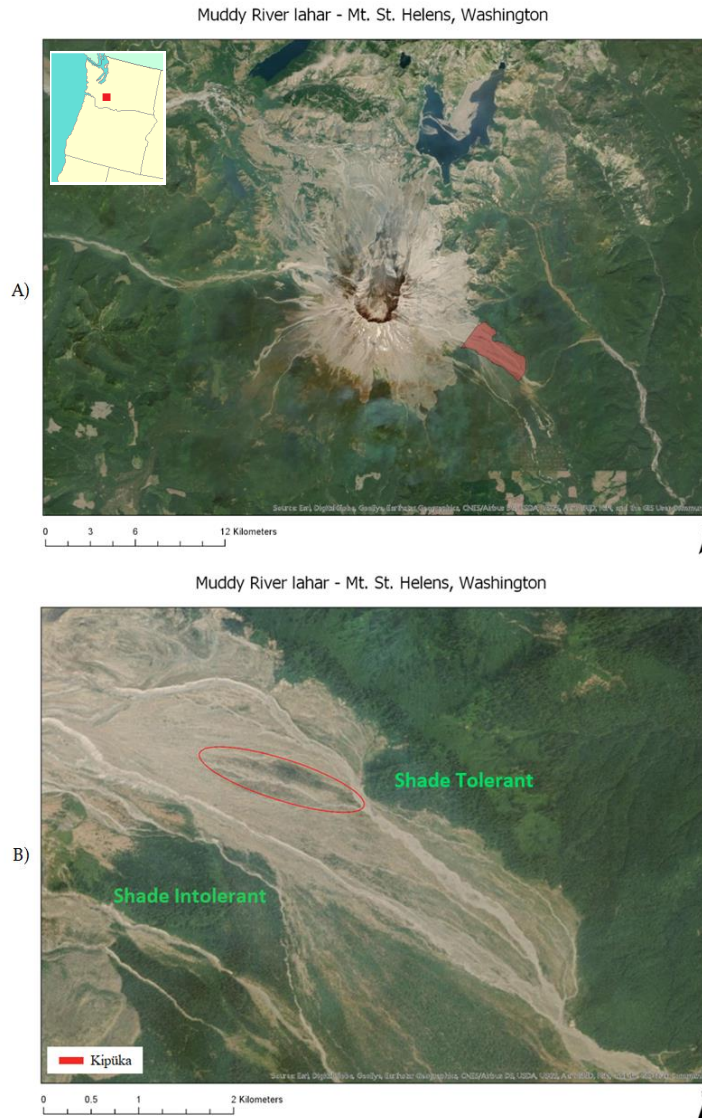 Muddy River lahar - Mt. St. Helens, Washington
A)
0 3 6 12 Kilometers
Muddy River lahar - Mt. St. Helens, Washington
Shade Tolerant
B)
Shade Intolerant
Kipüka
0 0.5 1 2 Kilometers